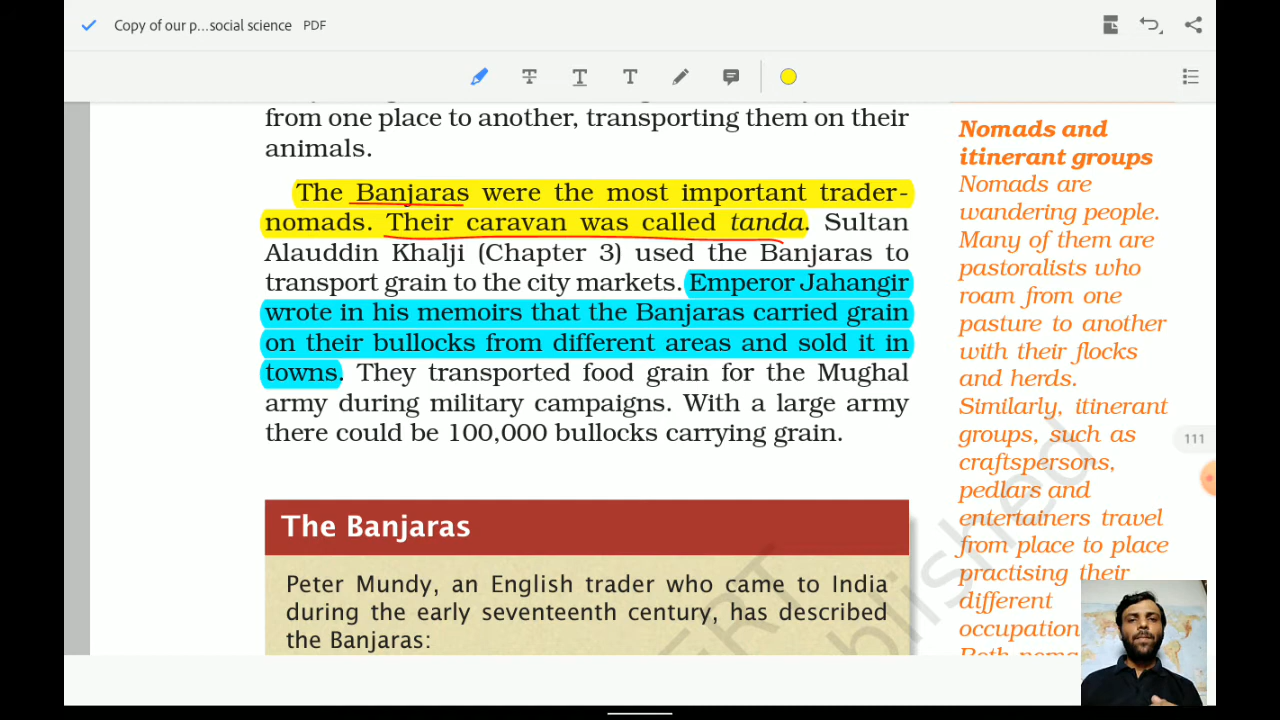 Copy of our p...social science PDF
from one place to another, transporting them on their
animals.
The Banjaras were the most important trader-
nomads. Their caravan was called tanda. Sultan
Alauddin Khalji (Chapter 3) used the Banjaras to
transport grain to the city markets. Emperor Jahangir
wrote in his memoirs that the Banjaras carried grain
on their bullocks from different areas and sold it in
towns. They transported food grain for the Mughal
army during military campaigns. With a large army
there could be 100,000 bullocks carrying grain.
The Banjaras
Peter Mundy, an English trader who came to India
during the early seventeenth century, has described
the Banjaras:
Nomads and
itinerant groups
Nomads are
wandering people.
Many of them are
pastoralists who
roam from one
pasture to another
with their flocks
and herds.
Similarly, itinerant
groups, such as
craftspersons,
pedlars and
entertainers travel
from place to place
practising their
different
occupation
111